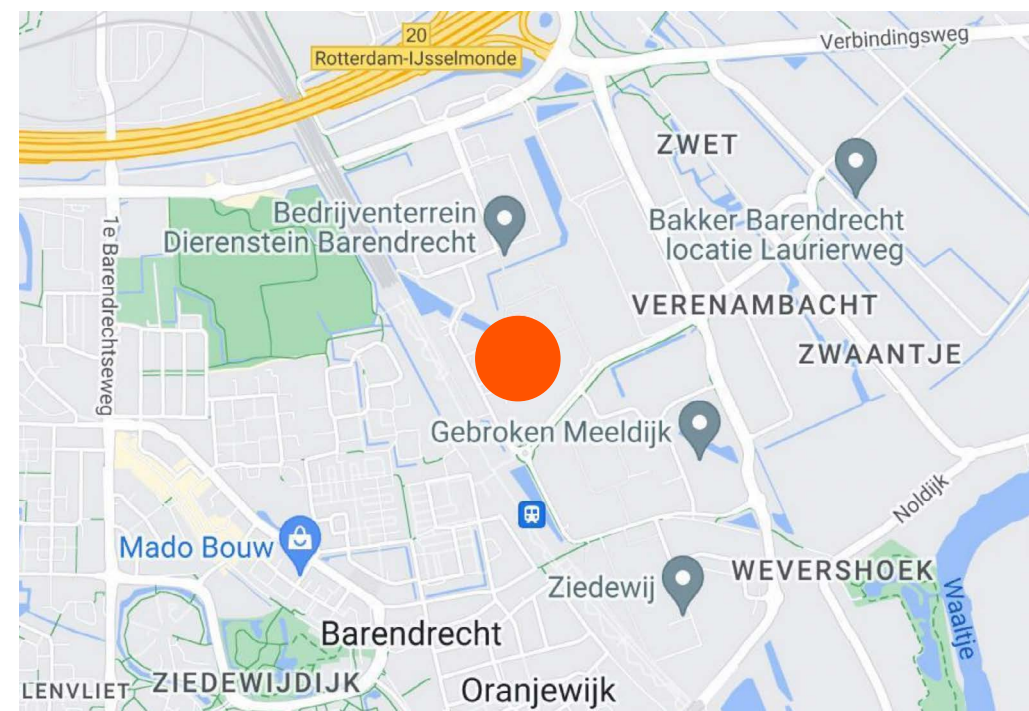 20
Rotterdam-IJsselmonde
Verbindingsweg
ZWET
Bedrijventerrein
Dierenstein Barendrecht
Bakker Barendrecht
locatie Laurierweg
1e Barendrechtseweg
VERENAMBACHT
ZWAANTJE
Gebroken Meeldijk
Noldijk
Mado Bouw
Ziedewij
WEVERSHOEK
Waaltje
Barendrecht
LENVLIET
ZIEDEWIJDIJK
Oranjewijk